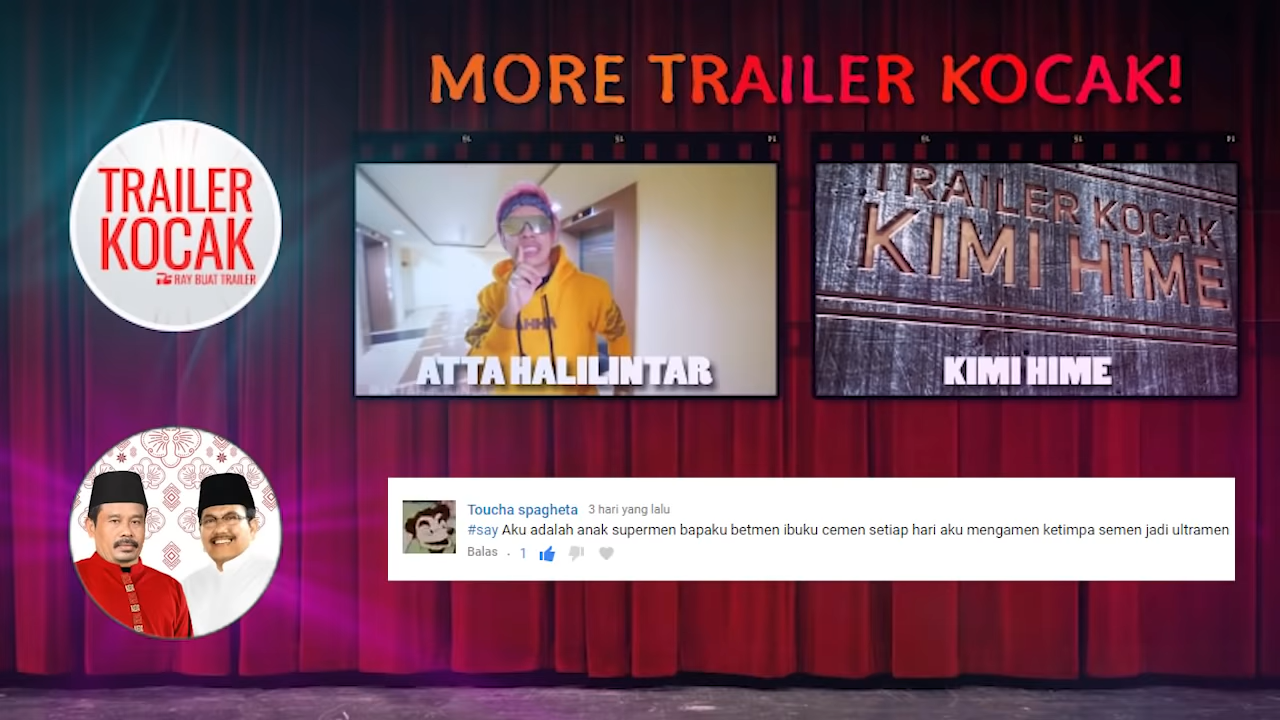 MORE TRAILER KOCAK!
TRAILER
KOCAK
RAY BUAT TRAILER
AHHA
ATTA HALILINTAR
TRAILER KOCAK
KIMI HIME
KIMI HIME
Toucha spagheta 3 hari yang lalu
#say Aku adalah anak supermen bapaku betmen ibuku cemen setiap hari aku mengamen ketimpa semen jadi ultramen
Balas · 1